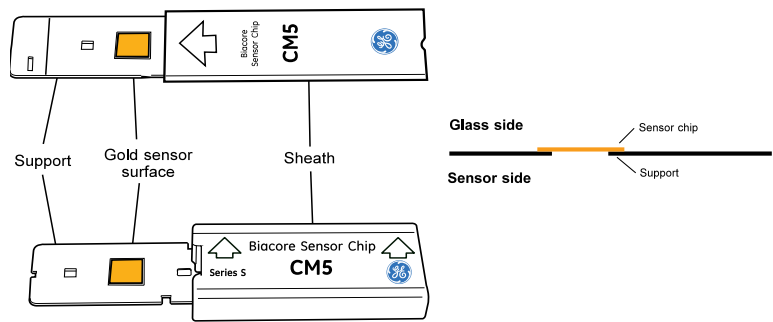 Biacore
Sensor Chip
CM5
Support
Gold sensor
surface
Sheath
Biacore Sensor Chip
Series S
CM5
Glass side
Sensor chip
Sensor side
Support